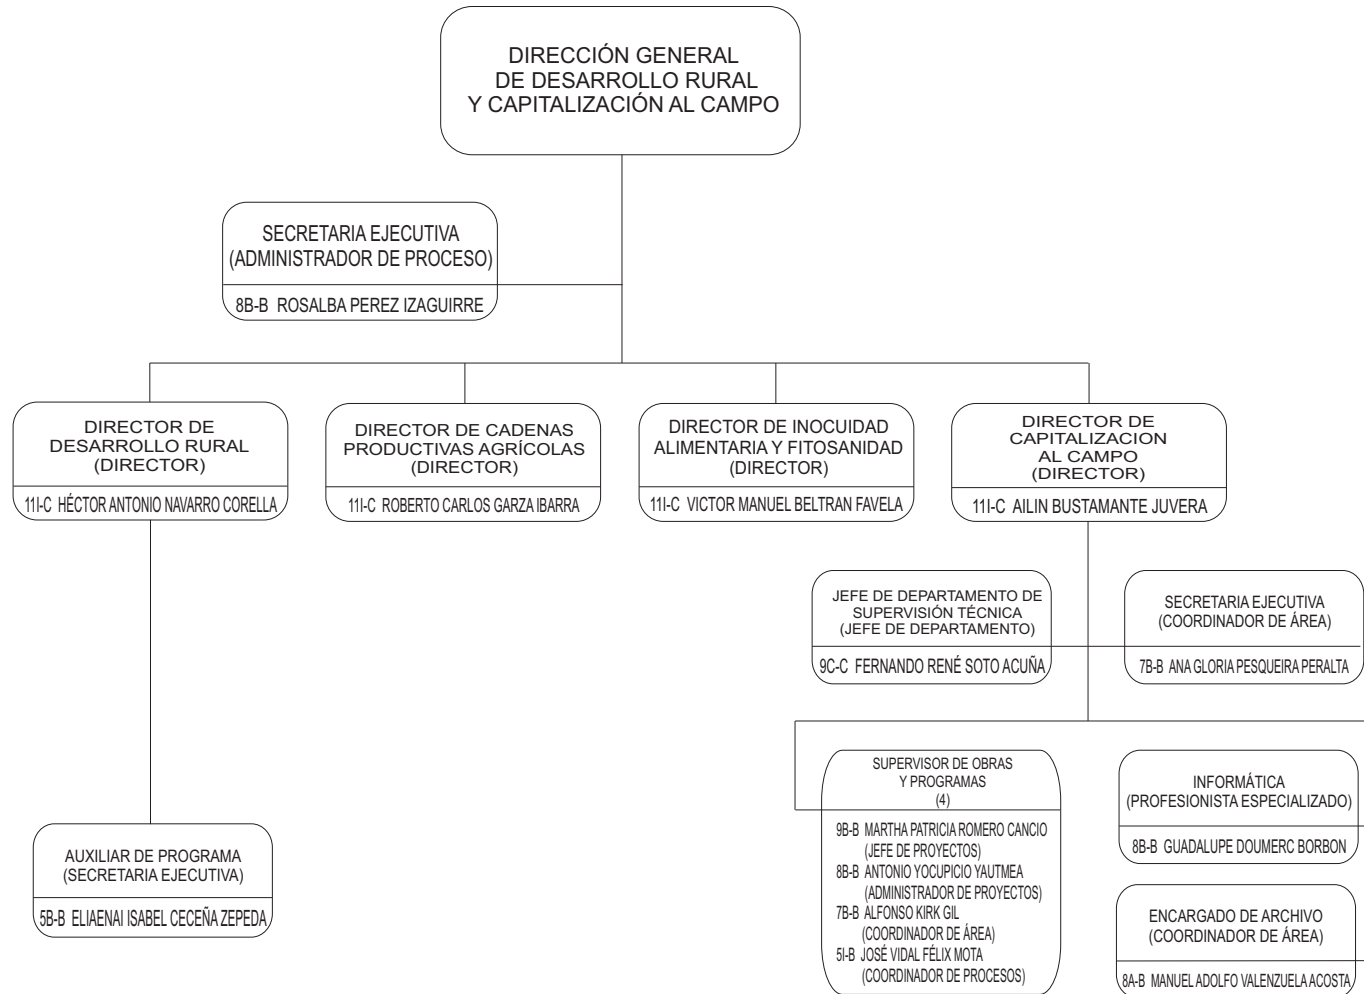 DIRECCIÓN GENERAL
DE DESARROLLO RURAL
Y CAPITALIZACIÓN AL CAMPO
SECRETARIA EJECUTIVA
(ADMINISTRADOR DE PROCESO)
8B-B ROSALBA PEREZ IZAGUIRRE
DIRECTOR DE
DESARROLLO RURAL
(DIRECTOR)
11I-C HÉCTOR ANTONIO NAVARRO CORELLA
DIRECTOR DE CADENAS
PRODUCTIVAS AGRÍCOLAS
(DIRECTOR)
11I-C ROBERTO CARLOS GARZA IBARRA
DIRECTOR DE INOCUIDAD
ALIMENTARIA Y FITOSANIDAD
(DIRECTOR)
11I-C VICTOR MANUEL BELTRAN FAVELA
DIRECTOR DE
CAPITALIZACION
AL CAMPO
(DIRECTOR)
11I-C AILIN BUSTAMANTE JUVERA
JEFE DE DEPARTAMENTO DE
SUPERVISIÓN TÉCNICA
(JEFE DE DEPARTAMENTO)
9C-C FERNANDO RENÉ SOTO ACUÑA
SECRETARIA EJECUTIVA
(COORDINADOR DE ÁREA)
7B-B ANA GLORIA PESQUEIRA PERALTA
AUXILIAR DE PROGRAMA
(SECRETARIA EJECUTIVA)
5B-B ELIAENAI ISABEL CECEÑA ZEPEDA
SUPERVISOR DE OBRAS
Y PROGRAMAS
(4)
9B-B MARTHA PATRICIA ROMERO CANCIO
(JEFE DE PROYECTOS)
8B-B ANTONIO YOCUPICIO YAUTMEA
(ADMINISTRADOR DE PROYECTOS)
7B-B ALFONSO KIRK GIL
(COORDINADOR DE ÁREA)
5I-B JOSÉ VIDAL FÉLIX MOTA
(COORDINADOR DE PROCESOS)
INFORMÁTICA
(PROFESIONISTA ESPECIALIZADO)
8B-B GUADALUPE DOUMERC BORBON
ENCARGADO DE ARCHIVO
(COORDINADOR DE ÁREA)
8A-B MANUEL ADOLFO VALENZUELA ACOSTA